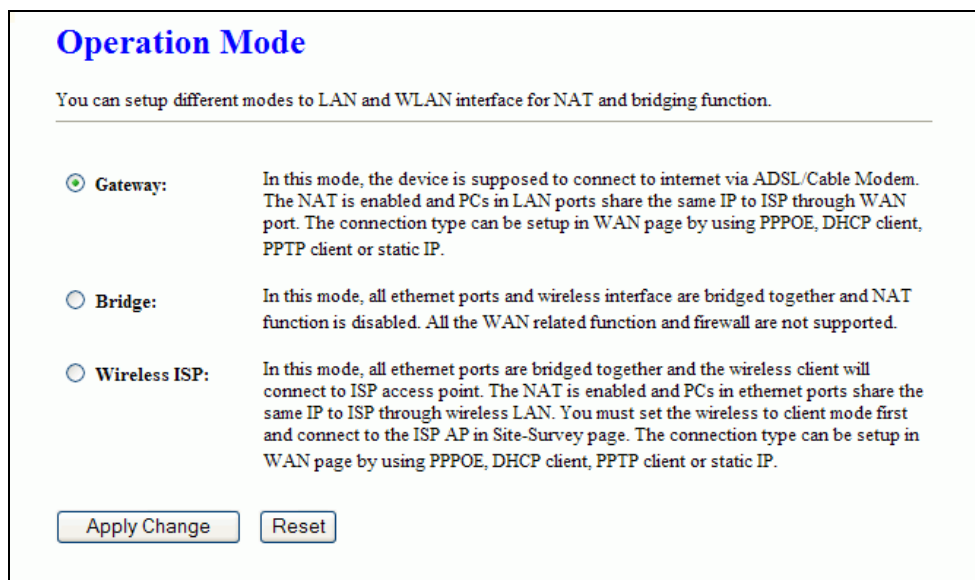 Operation Mode
You can setup different modes to LAN and WLAN interface for NAT and bridging function.
Gateway:
In this mode, the device is supposed to connect to internet via ADSL/Cable Modem.
The NAT is enabled and PCs in LAN ports share the same IP to ISP through WAN
port. The connection type can be setup in WAN page by using PPPOE, DHCP client,
PPTP client or static IP.
Bridge:
In this mode, all ethernet ports and wireless interface are bridged together and NAT
function is disabled. All the WAN related function and firewall are not supported.
Wireless ISP:
In this mode, all ethernet ports are bridged together and the wireless client will
connect to ISP access point. The NAT is enabled and PCs in ethernet ports share the
same IP to ISP through wireless LAN. You must set the wireless to client mode first
and connect to the ISP AP in Site-Survey page. The connection type can be setup in
WAN page by using PPPOE, DHCP client, PPTP client or static IP.
Apply Change
Reset